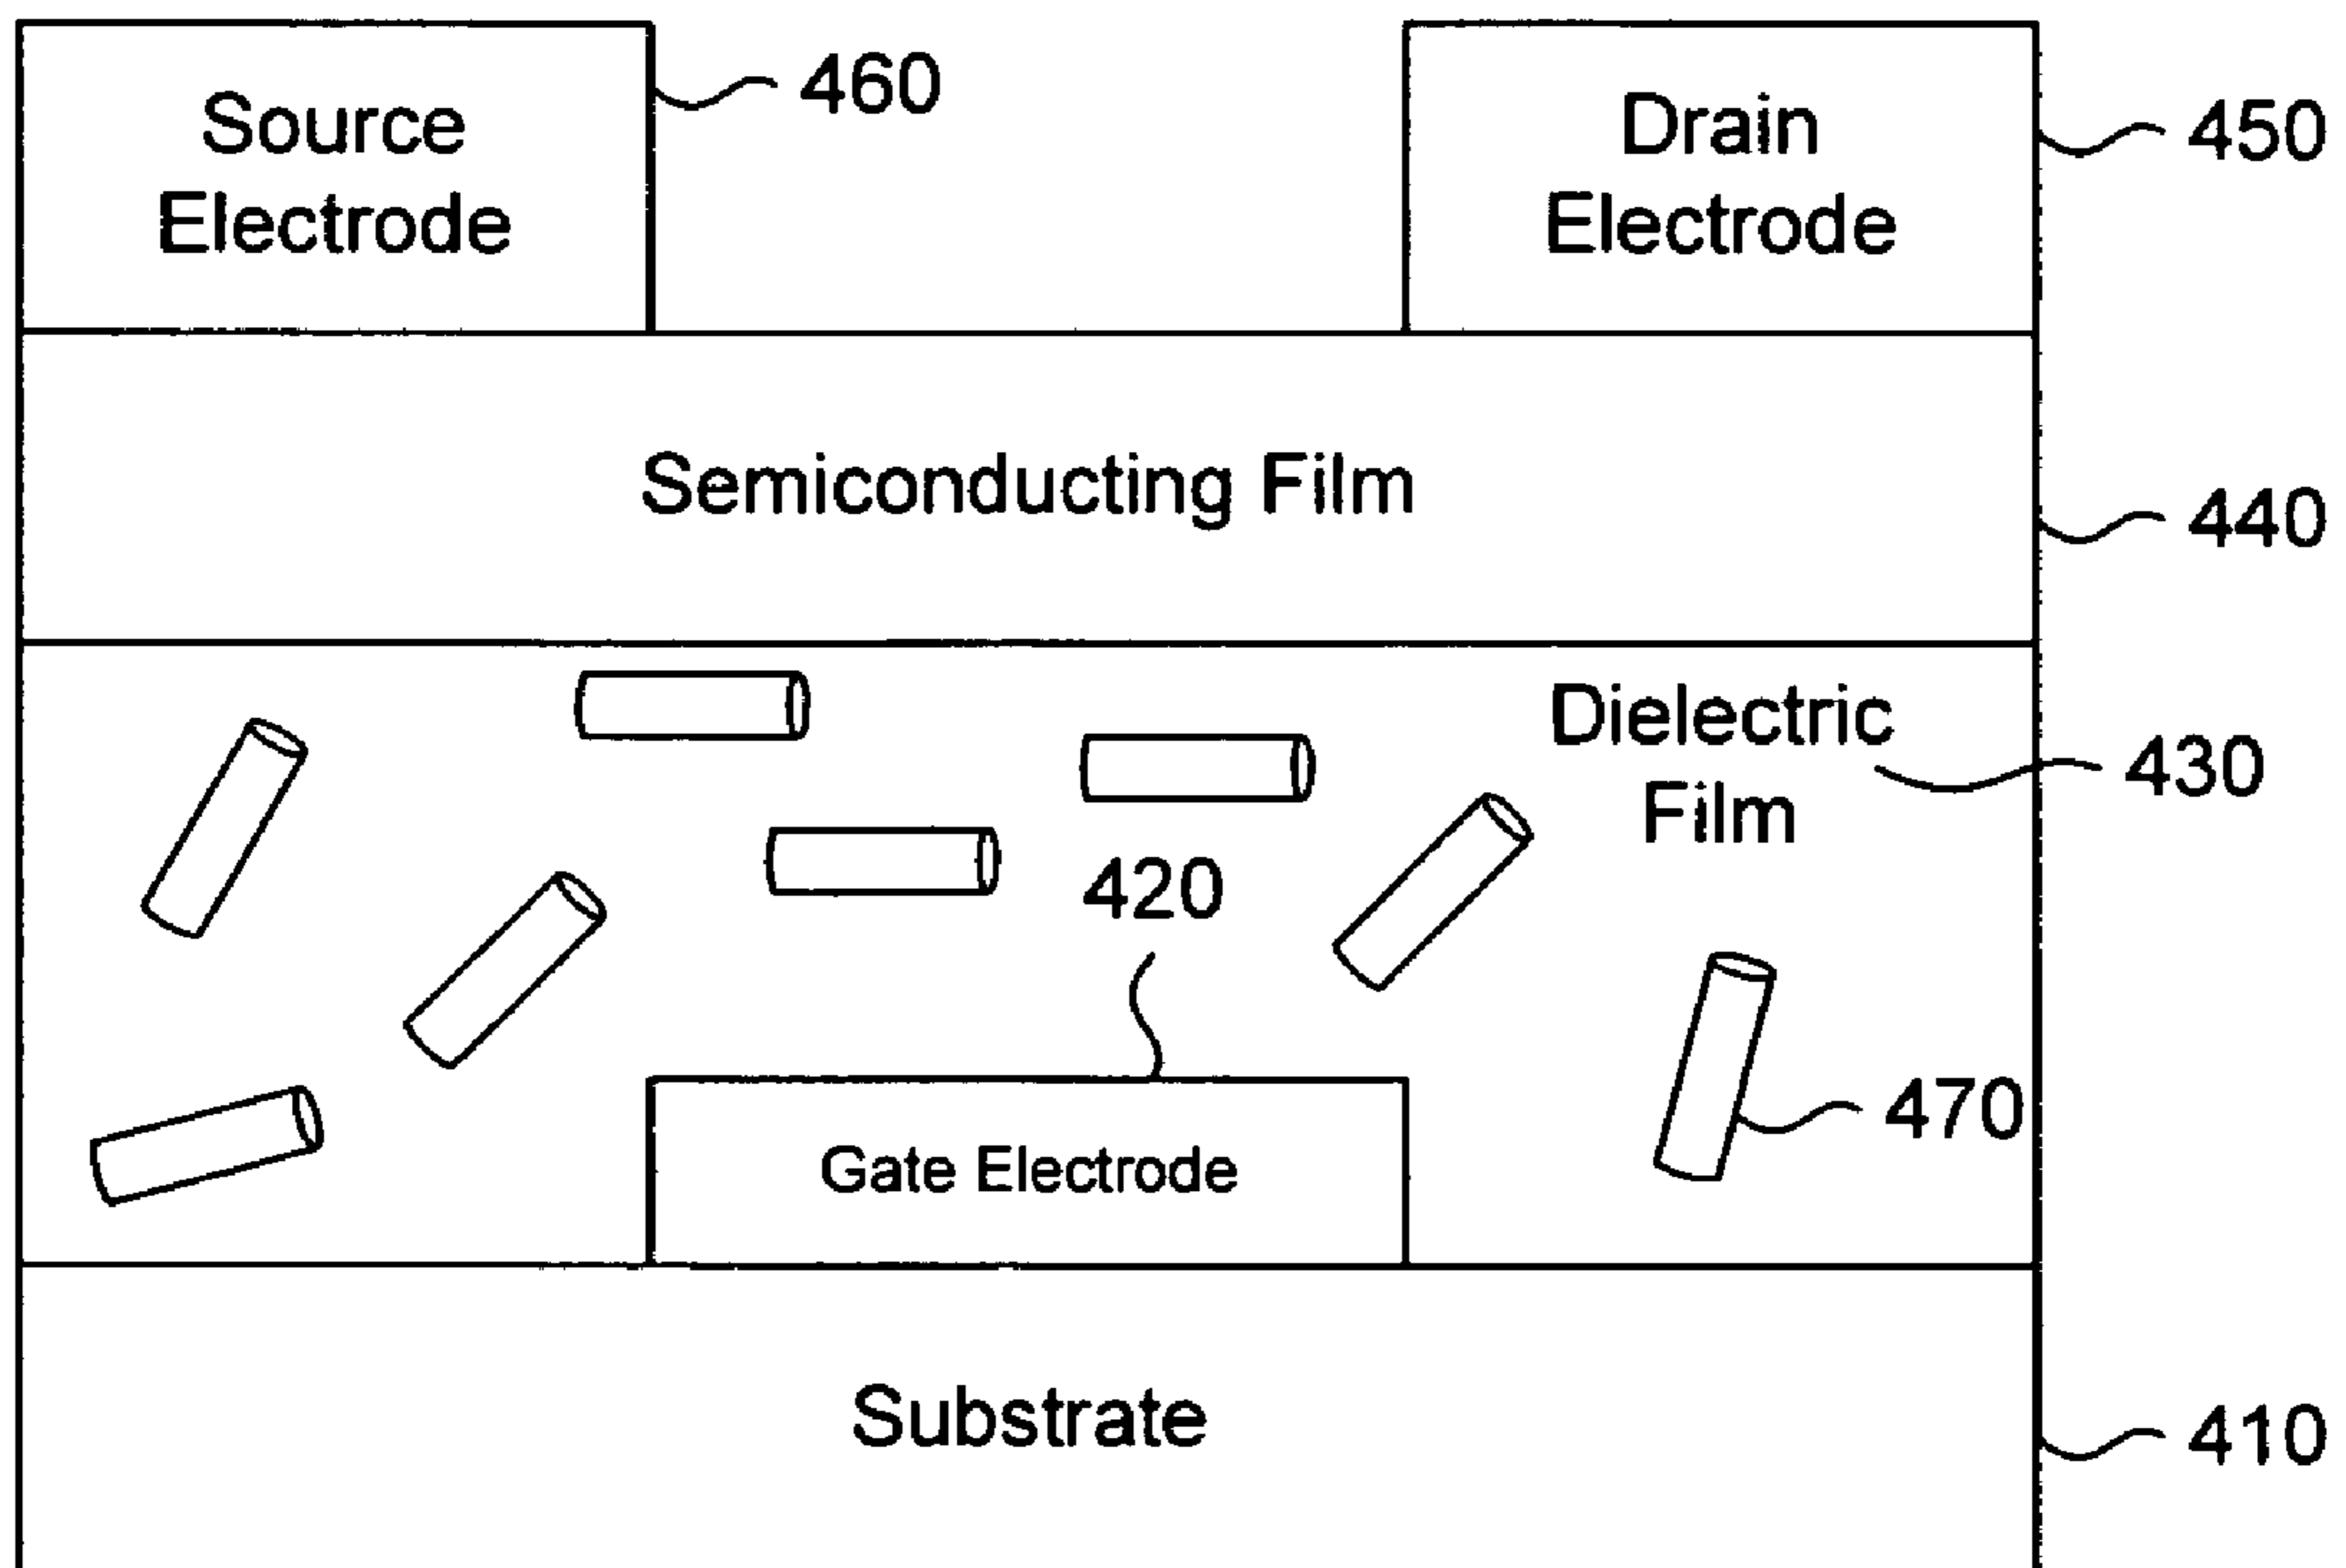 Source
Electrode
460
Drain
Electrode
450
Semiconducting Film
440
Dielectric
Film
430
420
470
Gate Electrode
Substrate
410